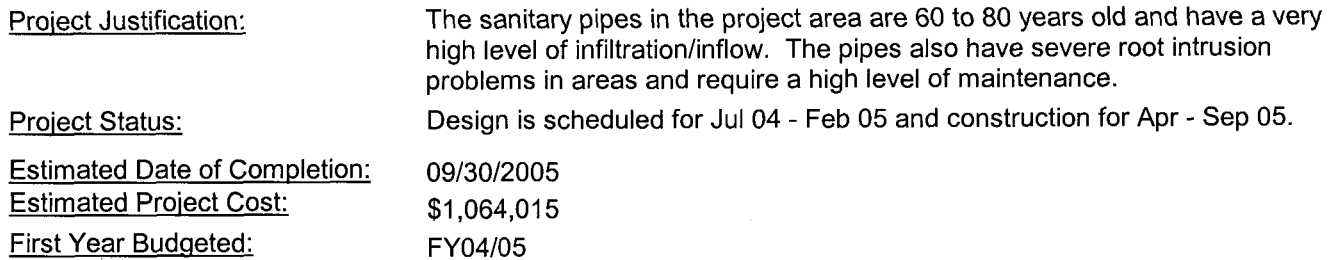 Project Justification: The sanitary pipes in the project area are 60 to 80 years old and have a very
high level of infiltration/inflow. The pipes also have severe root intrusion
problems in areas and require a high level of maintenance.
Project Status: Design is scheduled for Jul 04 - Feb 05 and construction for Apr - Sep 05.
Estimated Date of Completion: 09/30/2005
Estimated Project Cost: $1,064,015
First Year Budgeted: FY04/05